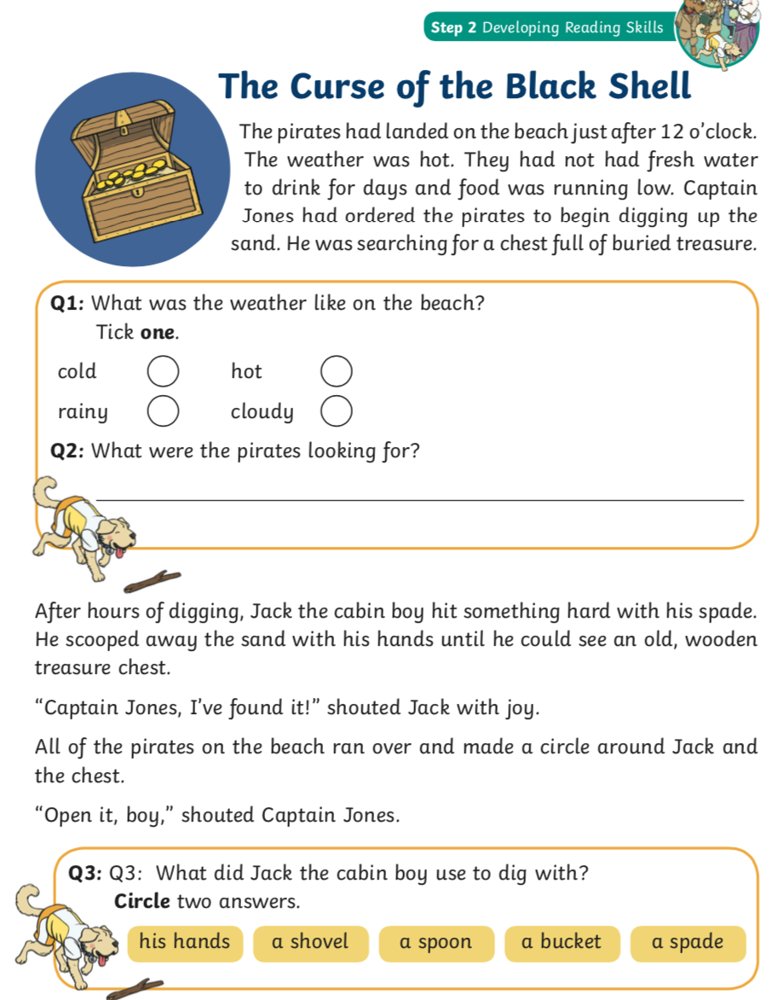 Step 2 Developing Reading Skills
The Curse of the Black Shell
The pirates had landed on the beach just after 12 o’clock.
The weather was hot. They had not had fresh water
to drink for days and food was running low. Captain
Jones had ordered the pirates to begin digging up the
sand. He was searching for a chest full of buried treasure.
Q1: What was the weather like on the beach?
Tick one.
cold hot
rainy cloudy
Q2: What were the pirates looking for?
After hours of digging, Jack the cabin boy hit something hard with his spade.
He scooped away the sand with his hands until he could see an old, wooden
treasure chest.
“Captain Jones, I’ve found it!” shouted Jack with joy.
All of the pirates on the beach ran over and made a circle around Jack and
the chest.
“Open it, boy,” shouted Captain Jones.
Q3: Q3: What did Jack the cabin boy use to dig with?
Circle two answers.
his hands a shovel a spoon a bucket a spade